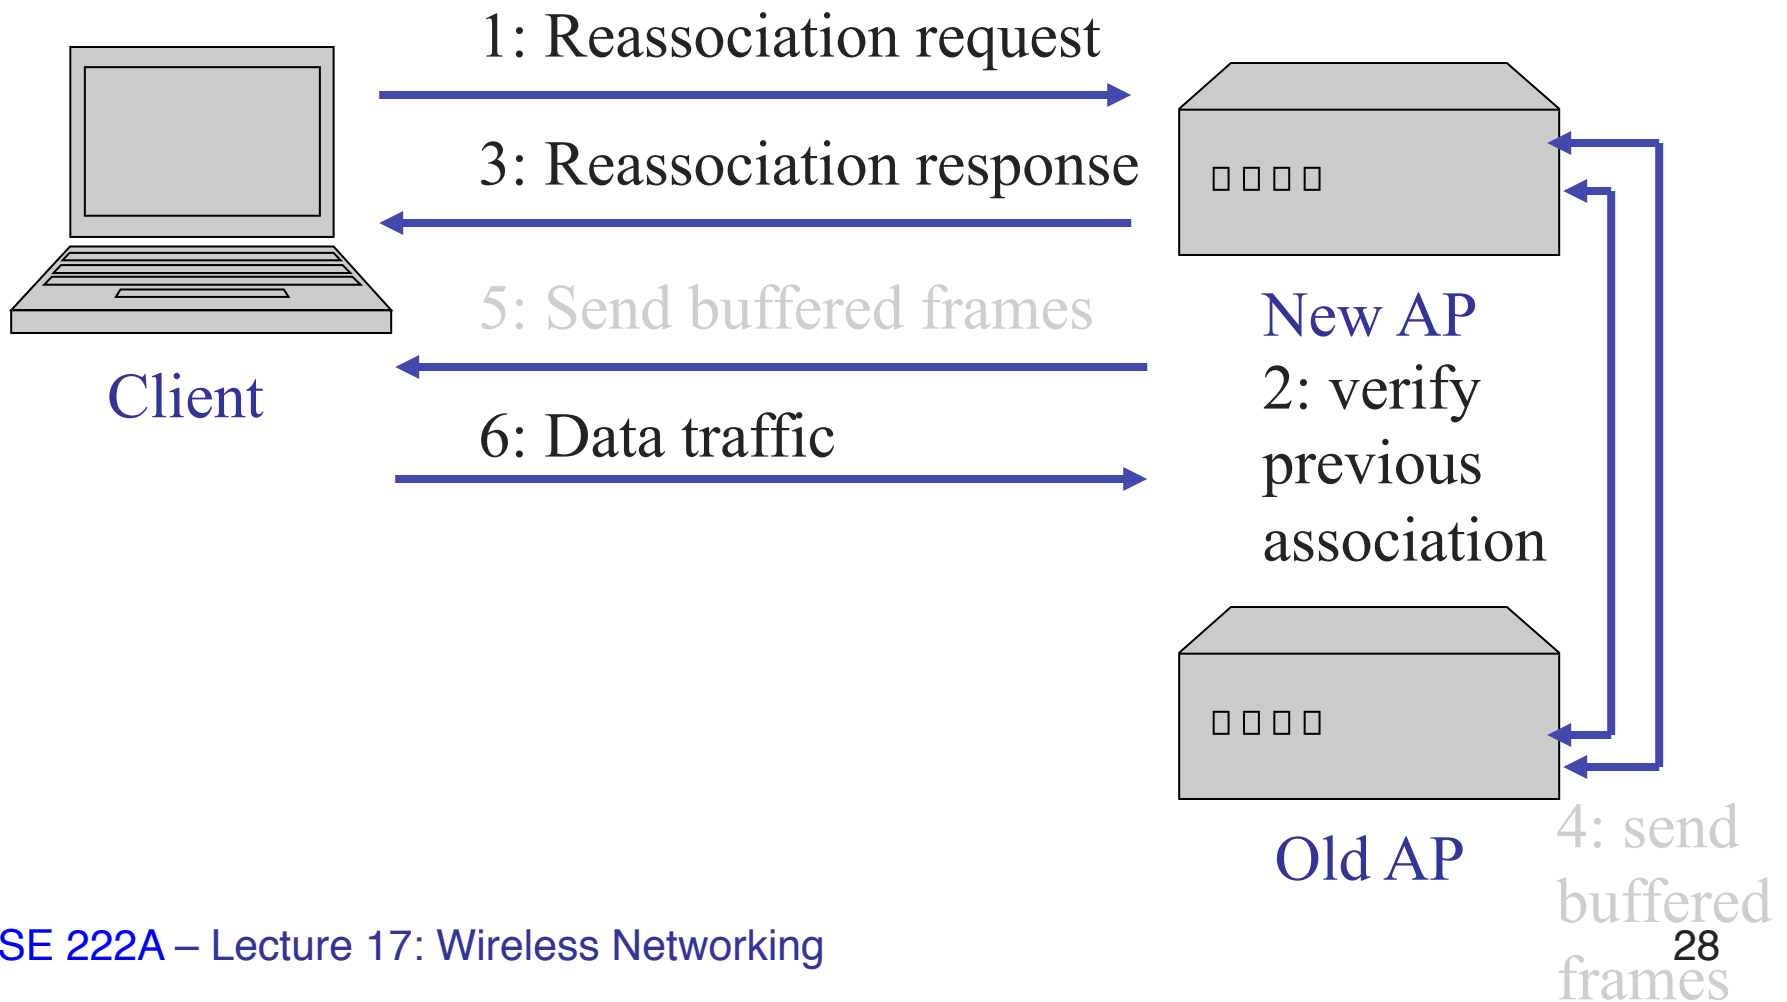 1: Reassociation request
3: Reassociation response
5: Send buffered frames
6: Data traffic
Client
New AP
2: verify
previous
association
Old AP
4: send
buffered
frames
SE 222A – Lecture 17: Wireless Networking
28